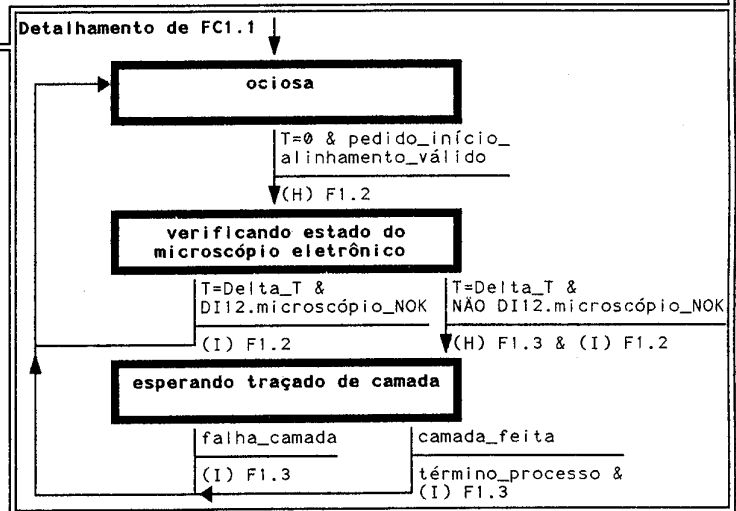 Detalhamento de FC1.1
ociosa
T=0 & pedido_início_
alinhamento_válido
(H) F1.2
verificando estado do
microscópio eletrônico
T=Delta_T &
DI12.microscópio_NOK
(I) F1.2
T=Delta_T &
NÃO DI12.microscópio_NOK
(H) F1.3 & (I) F1.2
esperando traçado de camada
falha_camada
(I) F1.3
camada_feita
término_processo &
(I) F1.3